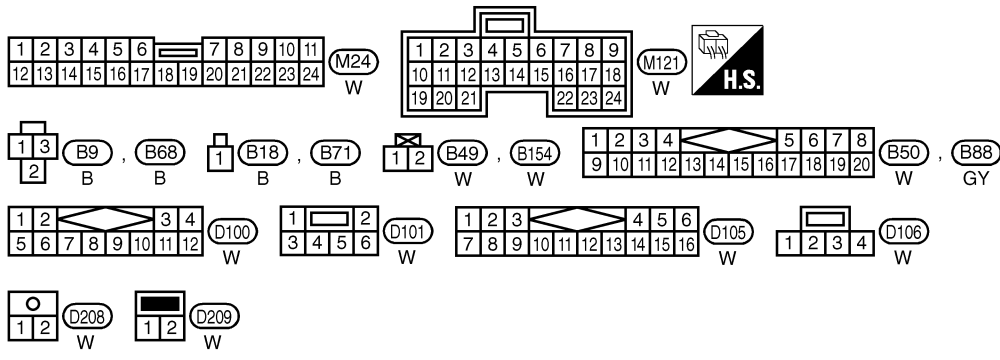 1 2 3 4 5 6 7 8 9 10 11
12 13 14 15 16 17 18 19 20 21 22 23 24
M24
W
1 2 3 4 5 6 7 8 9
10 11 12 13 14 15 16 17 18
19 20 21 22 23 24
M121
W
H.S.
1 3
2
B9 , B68
B B
1
B18 , B71
B B
1 2
B49 , B154
W W
1 2 3 4 5 6 7 8
9 10 11 12 13 14 15 16 17 18 19 20
B50 , B88
W GY
1 2 3 4
5 6 7 8 9 10 11 12
D100
W
1 2
3 4 5 6
D101
W
1 2 3 4 5 6
7 8 9 10 11 12 13 14 15 16
D105
W
1 2 3 4
D106
W
1 2
D208
W
1 2
D209
W